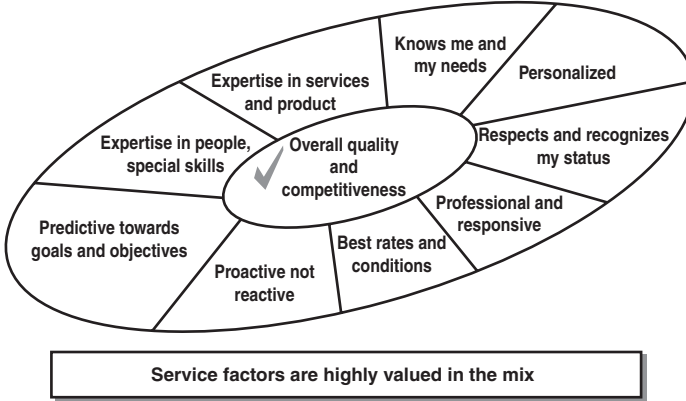 Knows me and
my needs
Personalized
Respects and recognizes
my status
Professional and
responsive
Best rates and
conditions
Proactive not
reactive
Predictive towards
goals and objectives
Expertise in people,
special skills
Expertise in services
and product
Overall quality
and
competitiveness
Service factors are highly valued in the mix